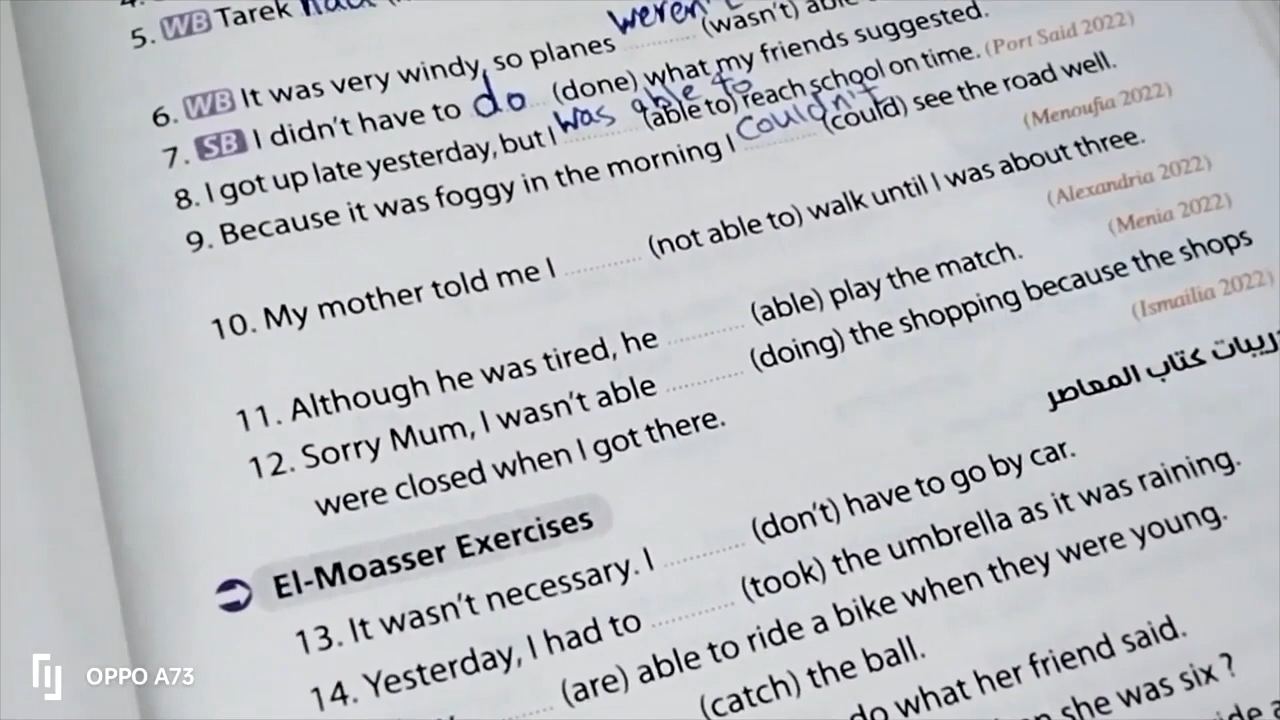 5. WB Tarek had
6. WB It was very windy, so planes weren't (wasn't) able
7. SB I didn't have to do (done) what my friends suggested.
8. I got up late yesterday, but I was able to (able to) reach school on time. (Port Said 2022)
9. Because it was foggy in the morning I couldn't (could) see the road well.
(Menoufia 2022)
10. My mother told me I .......... (not able to) walk until I was about three.
(Alexandria 2022)
11. Although he was tired, he .......... (able) play the match.
(Menia 2022)
12. Sorry Mum, I wasn't able .......... (doing) the shopping because the shops
were closed when I got there.
(Ismailia 2022)
كتاب المعاصر
El-Moasser Exercises
13. It wasn't necessary. I .......... (don't) have to go by car.
14. Yesterday, I had to .......... (took) the umbrella as it was raining.
.......... (are) able to ride a bike when they were young.
(catch) the ball.
do what her friend said.
she was six ?
OPPO A73